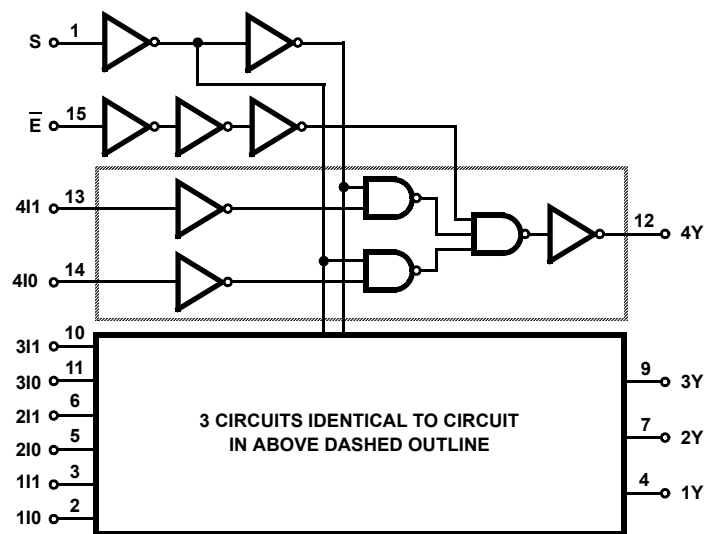 S 1
E̅ 15
4I1 13
12 4Y
4I0 14
3I1 10
3I0 11
9 3Y
2I1 6
3 CIRCUITS IDENTICAL TO CIRCUIT
IN ABOVE DASHED OUTLINE
7 2Y
2I0 5
1I1 3
4 1Y
1I0 2